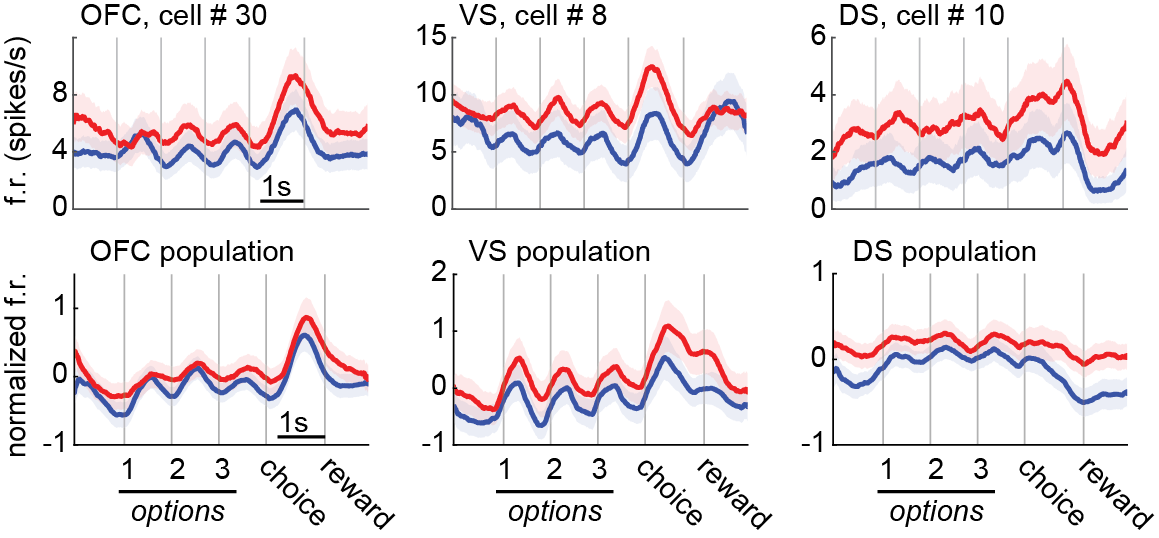 OFC, cell # 30
VS, cell # 8
DS, cell # 10
f.r. (spikes/s)
8
4
0
1s
15
10
5
0
6
4
2
0
OFC population
VS population
DS population
normalized f.r.
1
0
-1
1s
2
1
0
-1
1
0
-1
1 2 3 choice reward
options
1 2 3 choice reward
options
1 2 3 choice reward
options